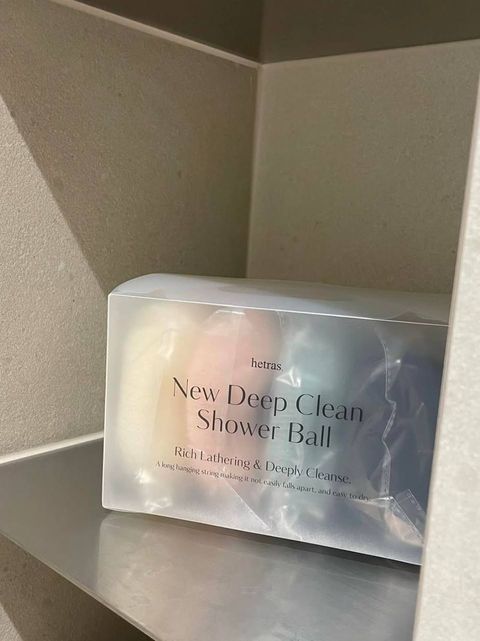 hetras
New Deep Clean
Shower Ball
Rich Lathering & Deeply Cleanse.
A long hanging string making it not easily falls apart, and easy to dry.